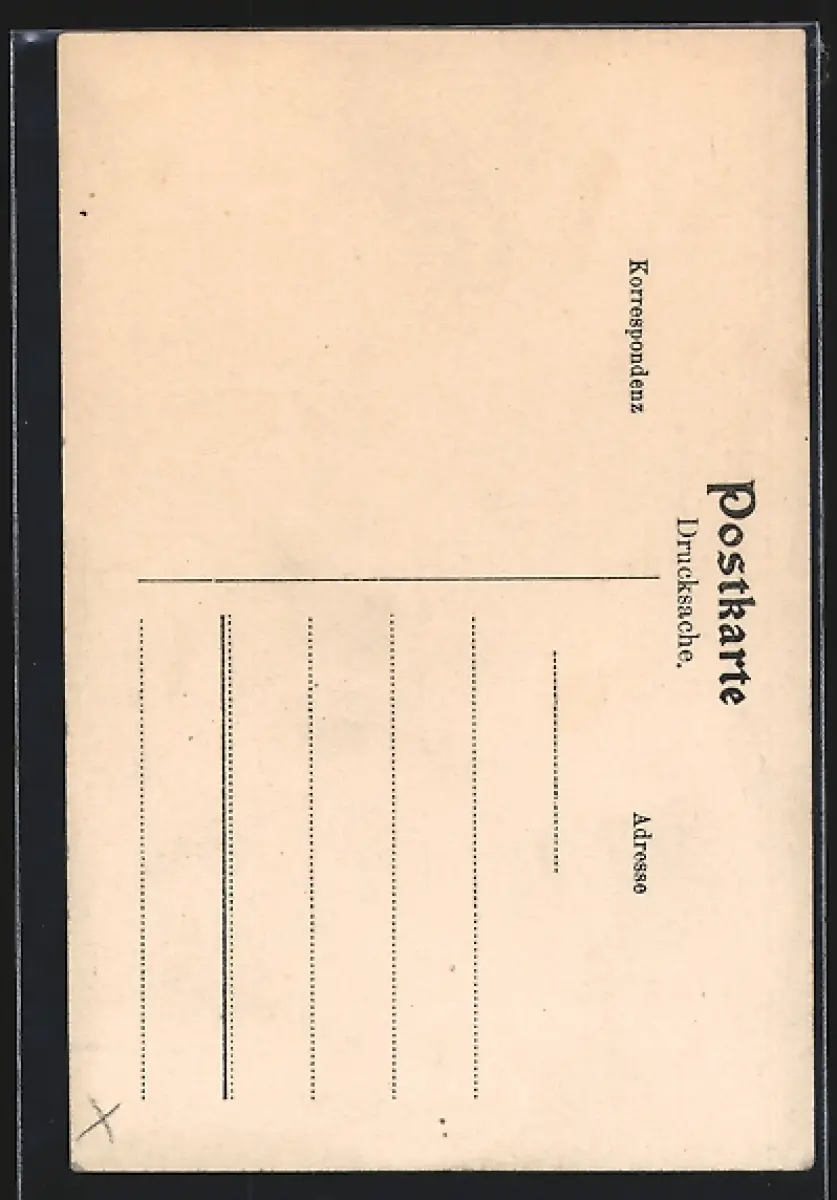 Postkarte
Drucksache.
Korrespondenz
Adresse